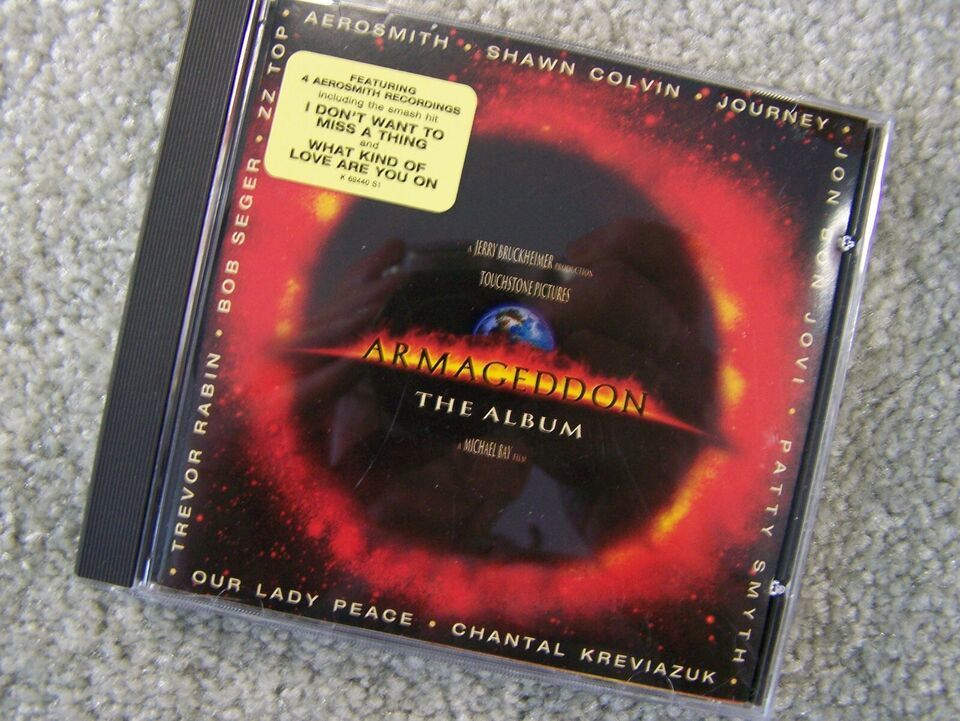 AEROSMITH • SHAWN COLVIN • JOURNEY •
JON BON JOVI • PATTY SMYTH
OUR LADY PEACE • CHANTAL KREVIAZUK •
• TREVOR RABIN • BOB SEGER • ZZ TOP •
FEATURING
4 AEROSMITH RECORDINGS
including the smash hit
I DON'T WANT TO
MISS A THING
and
WHAT KIND OF
LOVE ARE YOU ON
K 69440 S1
A JERRY BRUCKHEIMER PRODUCTION
TOUCHSTONE PICTURES
ARMAGEDDON
THE ALBUM
A MICHAEL BAY FILM